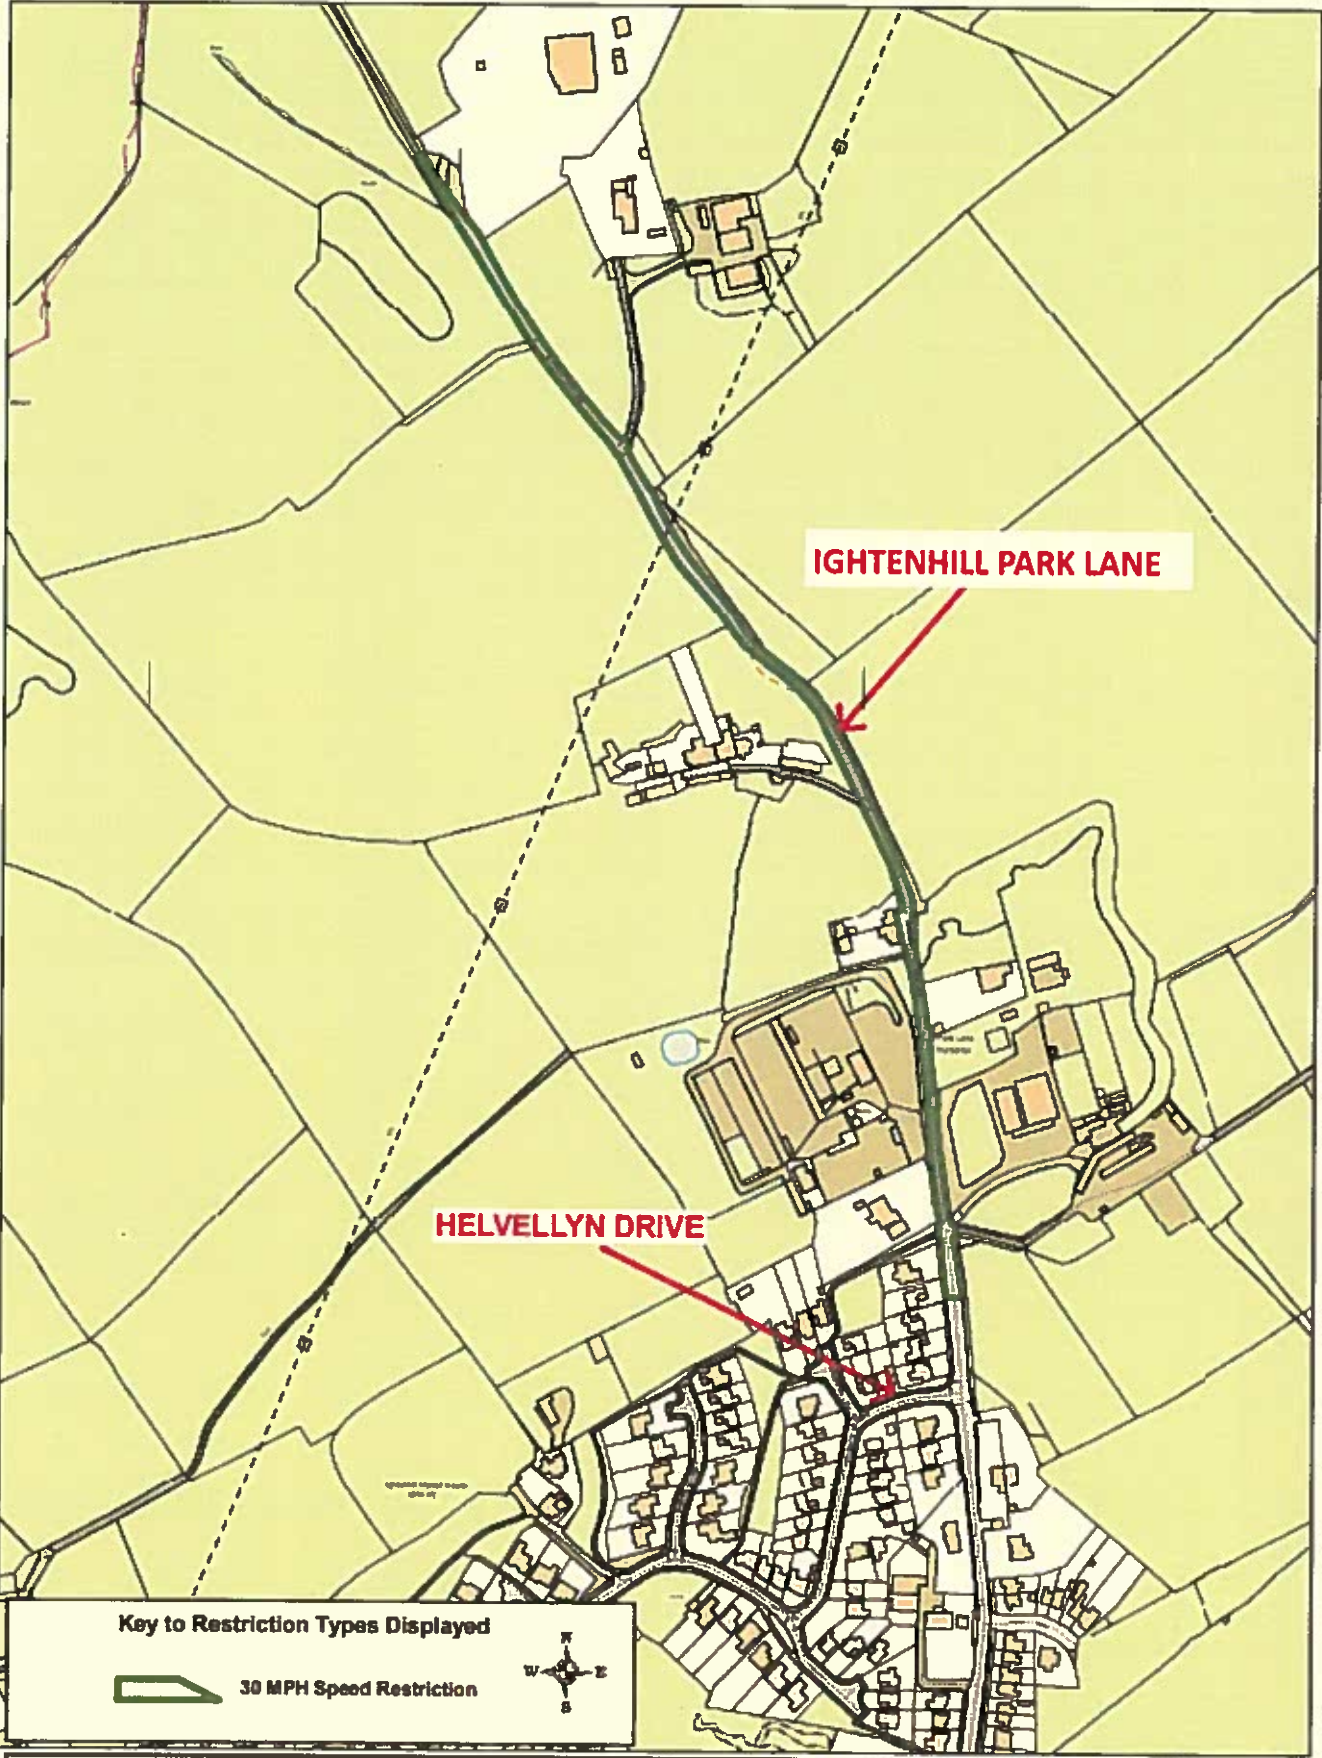 IGHTENHILL PARK LANE
HELVELLYN DRIVE
Key to Restriction Types Displayed
N
W E
S
30 MPH Speed Restriction